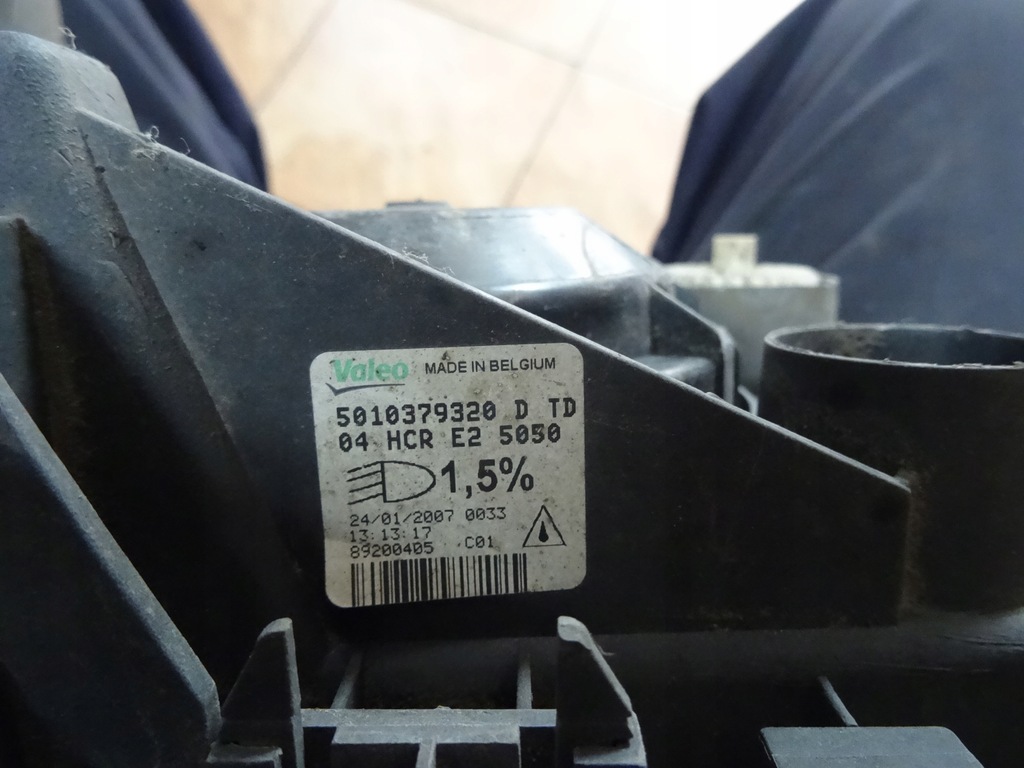 Valeo MADE IN BELGIUM
5010379320 D TD
04 HCR E2 5050
1,5%
24/01/2007 0033
13:13:17
89200405 C01